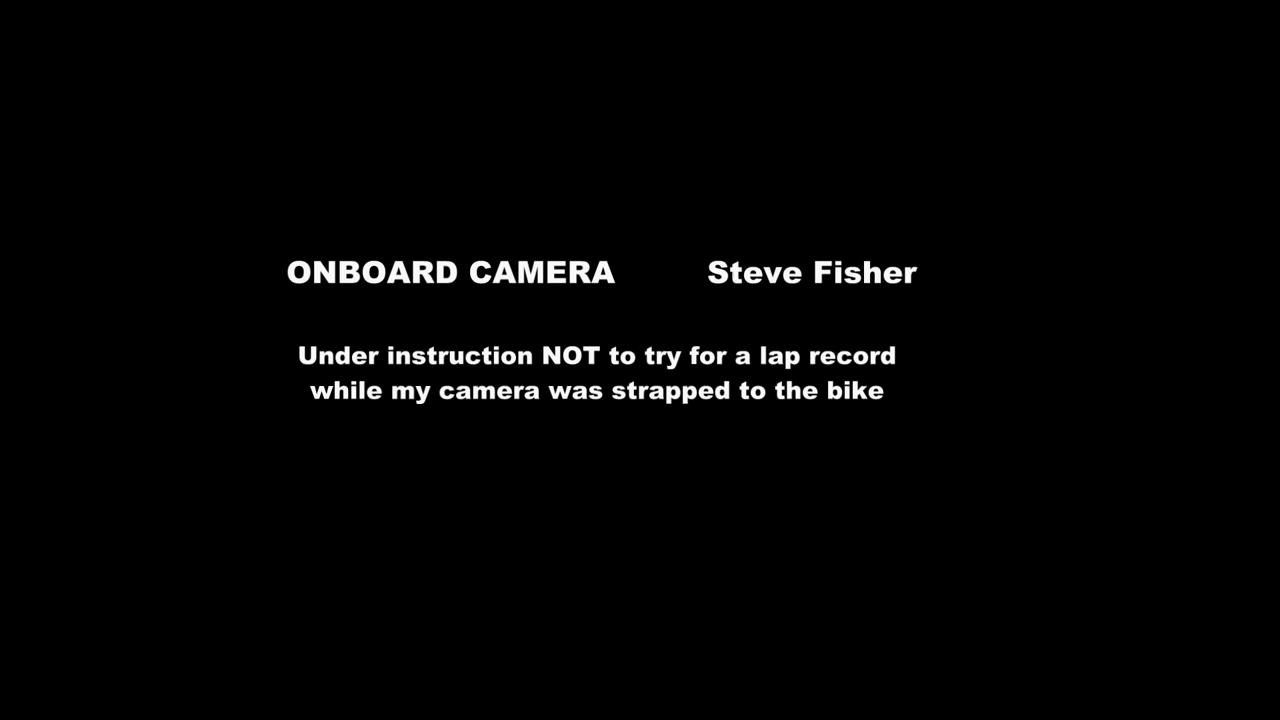 ONBOARD CAMERA Steve Fisher
Under instruction NOT to try for a lap record
while my camera was strapped to the bike